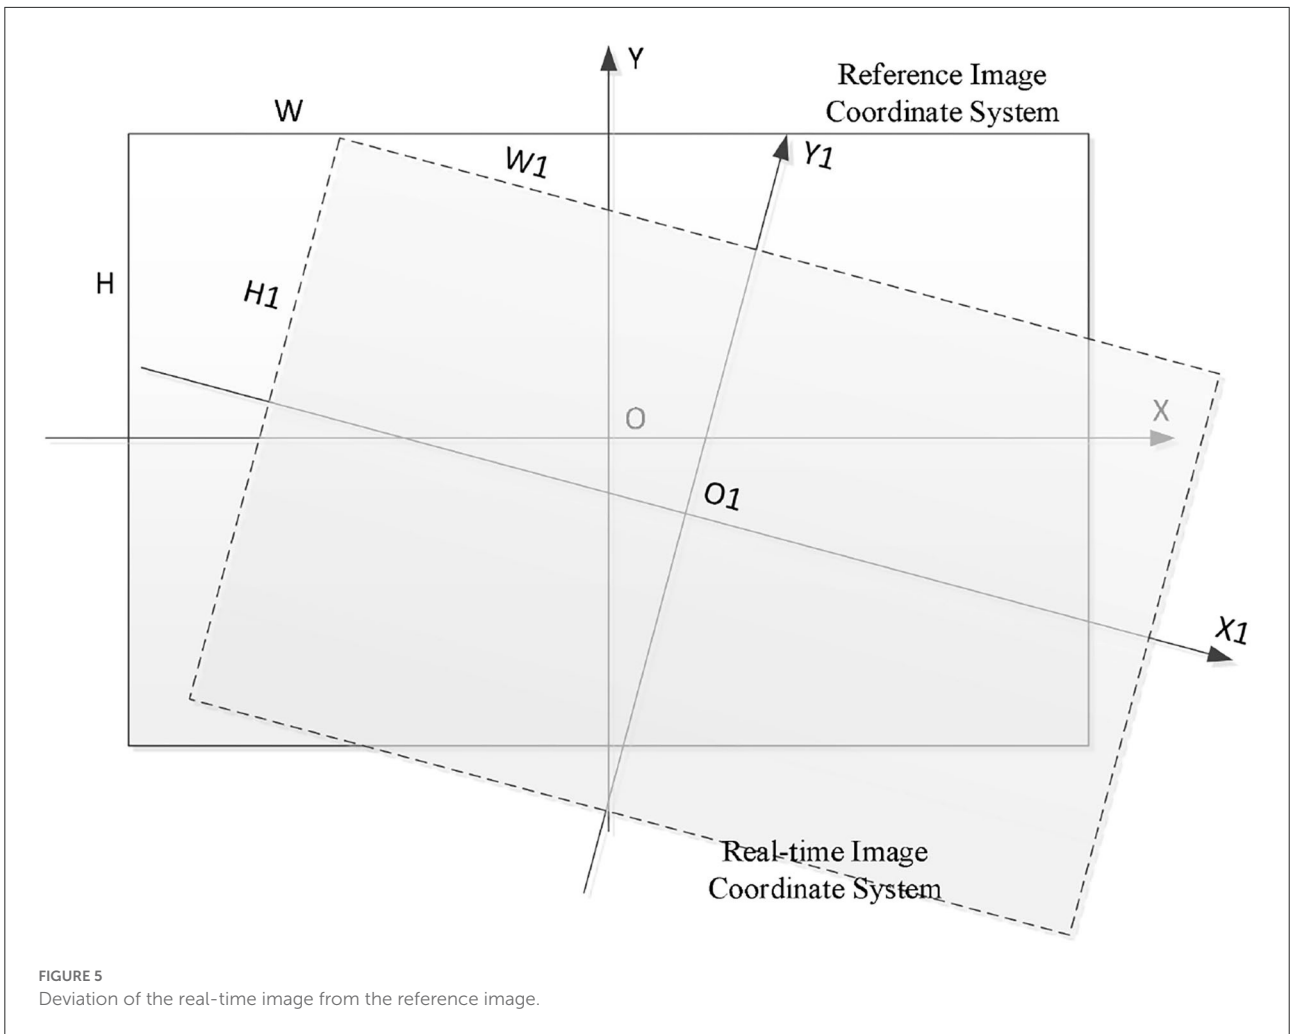 Y
Reference Image
Coordinate System
W
W1
Y1
H
H1
O
X
O1
X1
Real-time Image
Coordinate System
FIGURE 5
Deviation of the real-time image from the reference image.